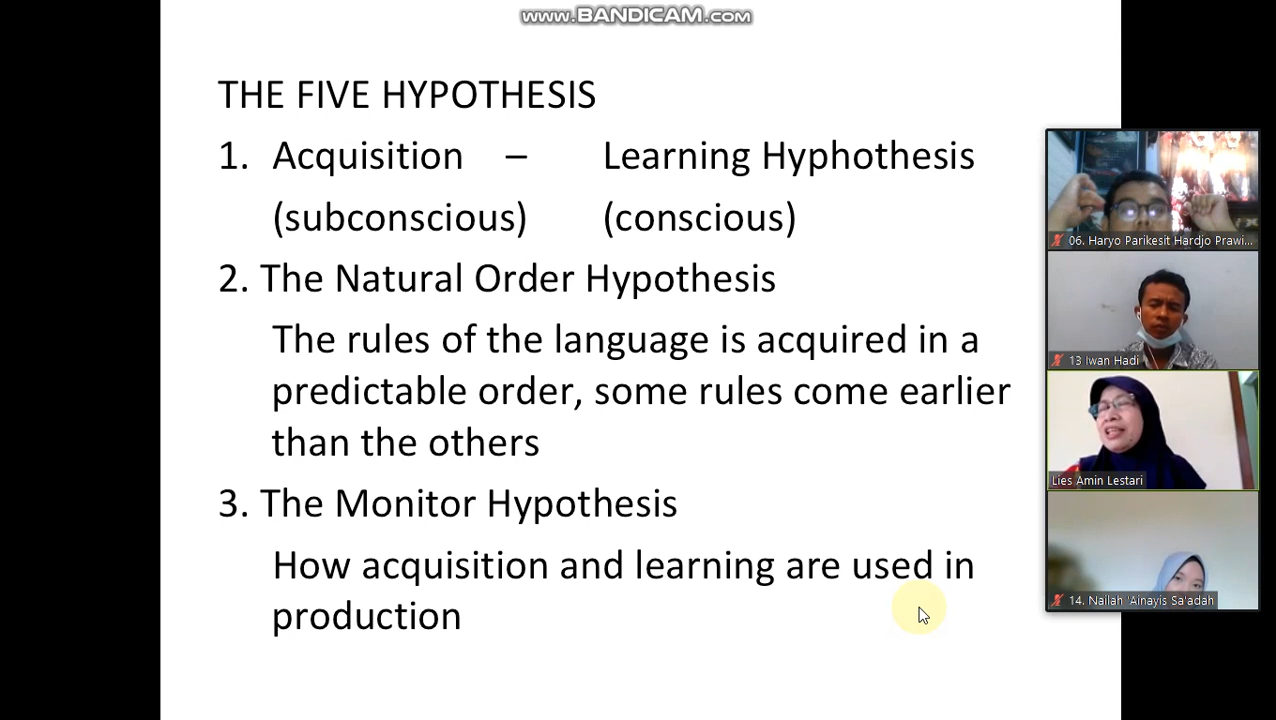 www.BANDICAM.com
THE FIVE HYPOTHESIS
1. Acquisition – Learning Hyphothesis
(subconscious) (conscious)
2. The Natural Order Hypothesis
The rules of the language is acquired in a
predictable order, some rules come earlier
than the others
3. The Monitor Hypothesis
How acquisition and learning are used in
production
06. Haryo Parikesit Hardjo Prawi...
13 Iwan Hadi
Lies Amin Lestari
14. Nailah 'Ainayis Sa'adah